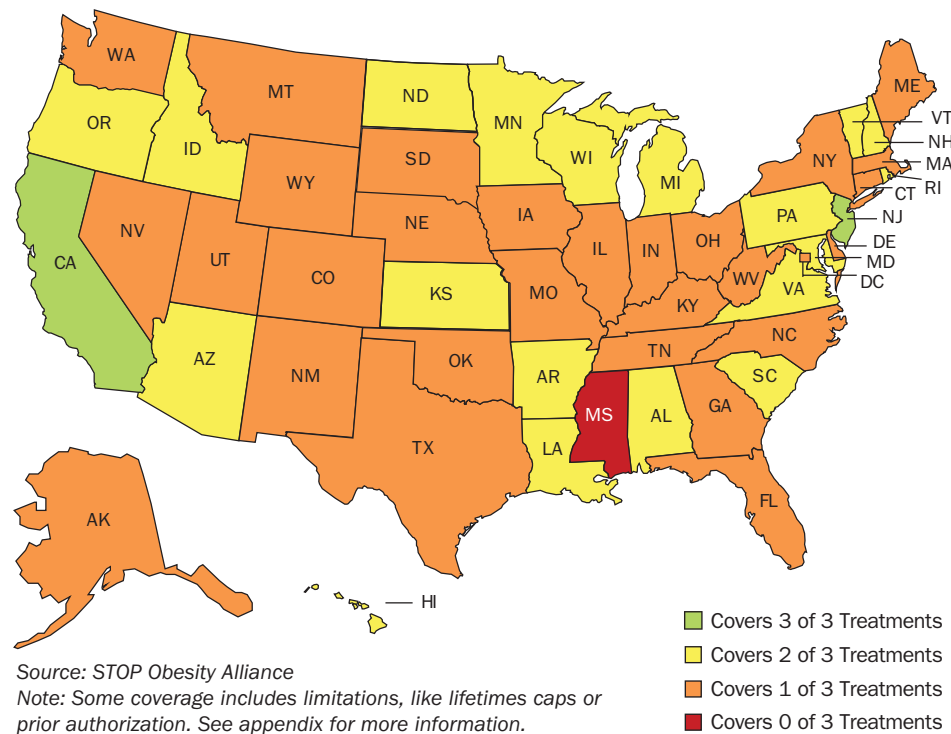 WA
MT
ND
MN
ME
VT
OR
ID
SD
WI
MI
NY
NH
MA
WY
RI
CT
NE
IA
PA
NJ
NV
UT
CO
IL
IN
OH
DE
MD
DC
CA
KS
MO
WV
VA
KY
AZ
NM
OK
AR
TN
NC
SC
MS
AL
GA
TX
LA
FL
AK
HI
Covers 3 of 3 Treatments
Covers 2 of 3 Treatments
Covers 1 of 3 Treatments
Covers 0 of 3 Treatments
Source: STOP Obesity Alliance
Note: Some coverage includes limitations, like lifetimes caps or
prior authorization. See appendix for more information.